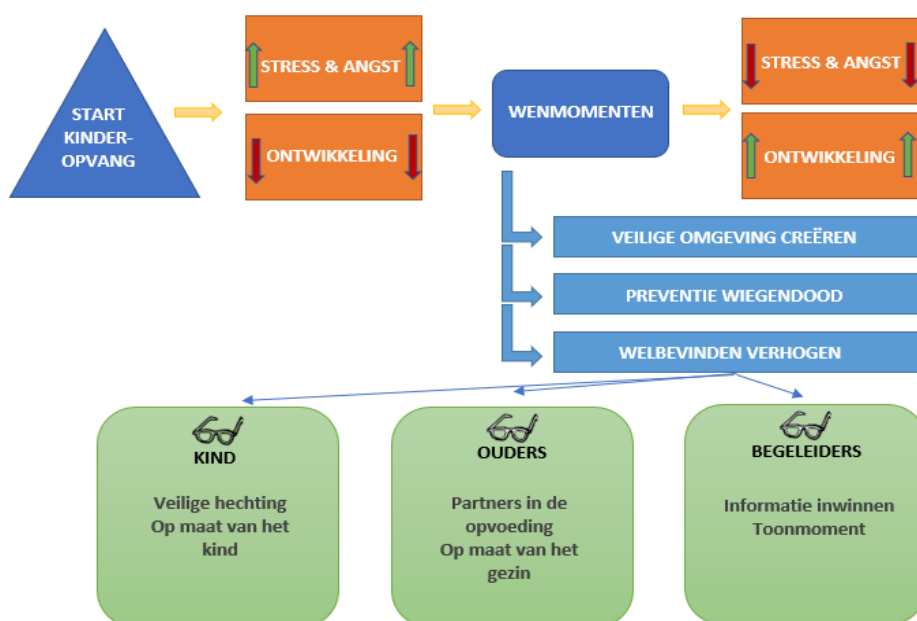 START
KINDER-
OPVANG
STRESS & ANGST
ONTWIKKELING
WENMOMENTEN
STRESS & ANGST
ONTWIKKELING
VEILIGE OMGEVING CREËREN
PREVENTIE WIEGENDOOD
WELBEVINDEN VERHOGEN
KIND
Veilige hechting
Op maat van het
kind
OUDERS
Partners in de
opvoeding
Op maat van het
gezin
BEGELEIDERS
Informatie inwinnen
Toonmoment